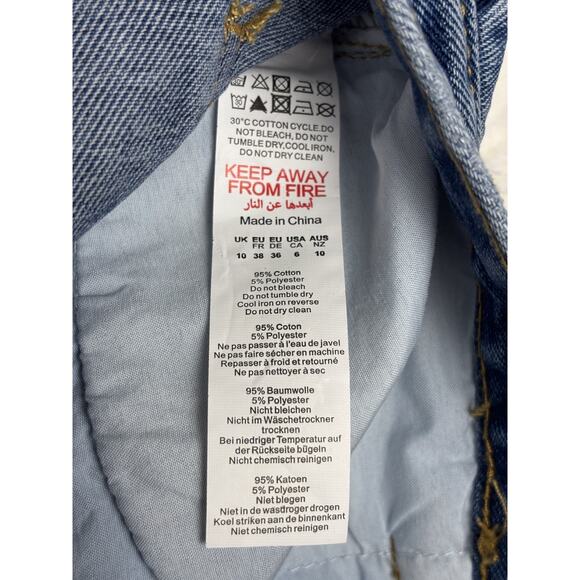 30°C COTTON CYCLE.DO
NOT BLEACH, DO NOT
TUMBLE DRY,COOL IRON,
DO NOT DRY CLEAN
KEEP AWAY
FROM FIRE
أبعدها عن النار
Made in China
UK EU EU USA AUS
FR DE NZ
10 38 36 6 10
95% Cotton
5% Polyester
Do not bleach
Do not tumble dry
Cool iron on reverse
Do not dry clean
95% Coton
5% Polyester
Ne pas passer à l'eau de javel
Ne pas faire sécher en machine
Repasser à froid et retourné
Ne pas nettoyer à sec
95% Baumwolle
5% Polyester
Nicht bleichen
Nicht im Wäschetrockner
trocknen
Bei niedriger Temperatur auf
der Rückseite bügeln
Nicht chemisch reinigen
95% Katoen
5% Polyester
Niet blegen
Niet in de wasdroger drogen
Koel striken aan de binnenkant
Niet chemisch reinigen